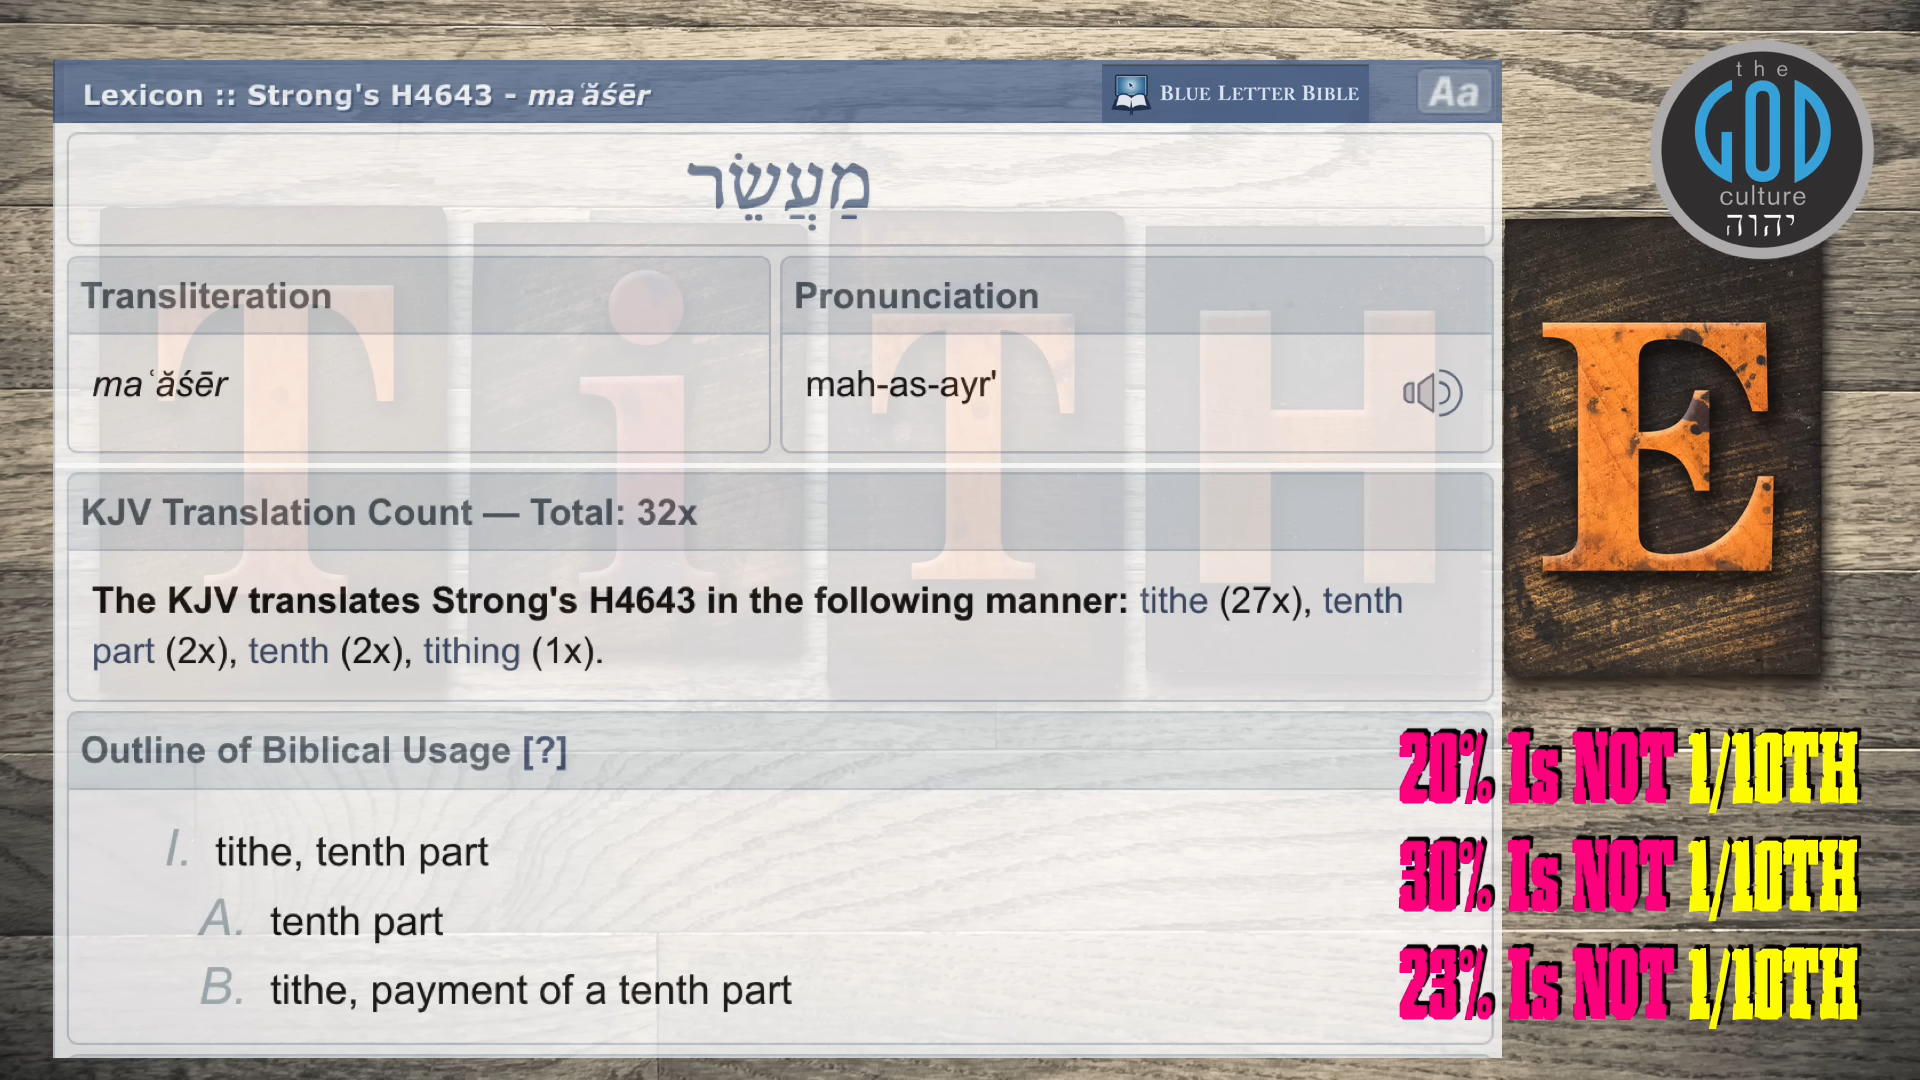 Lexicon :: Strong's H4643 - maʿăśēr
BLUE LETTER BIBLE
Aa
the
GOD
culture
יהוה
מַעֲשֵׂר
Transliteration
Pronunciation
maʿăśēr
mah-as-ayr'
TiTHE
KJV Translation Count — Total: 32x
The KJV translates Strong's H4643 in the following manner: tithe (27x), tenth
part (2x), tenth (2x), tithing (1x).
Outline of Biblical Usage [?]
I. tithe, tenth part
A. tenth part
B. tithe, payment of a tenth part
20% Is NOT 1/10TH
30% Is NOT 1/10TH
23% Is NOT 1/10TH